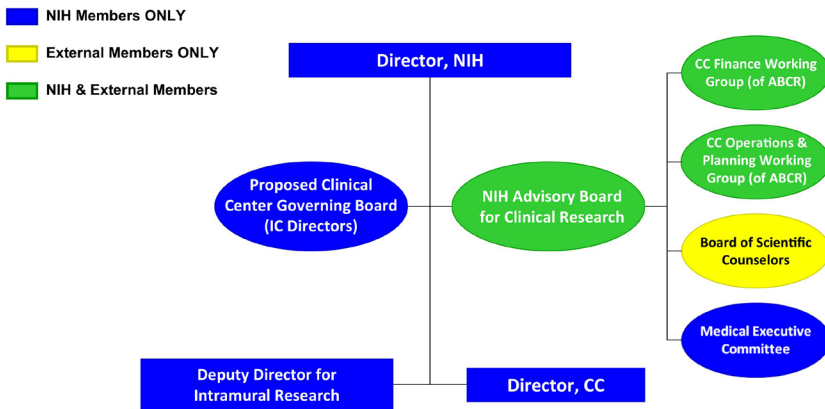 NIH Members ONLY
External Members ONLY
NIH & External Members
Director, NIH
CC Finance Working
Group (of ABCR)
CC Operations &
Planning Working
Group (of ABCR)
Proposed Clinical
Center Governing Board
(IC Directors)
NIH Advisory Board
for Clinical Research
Board of Scientific
Counselors
Medical Executive
Committee
Deputy Director for
Intramural Research
Director, CC